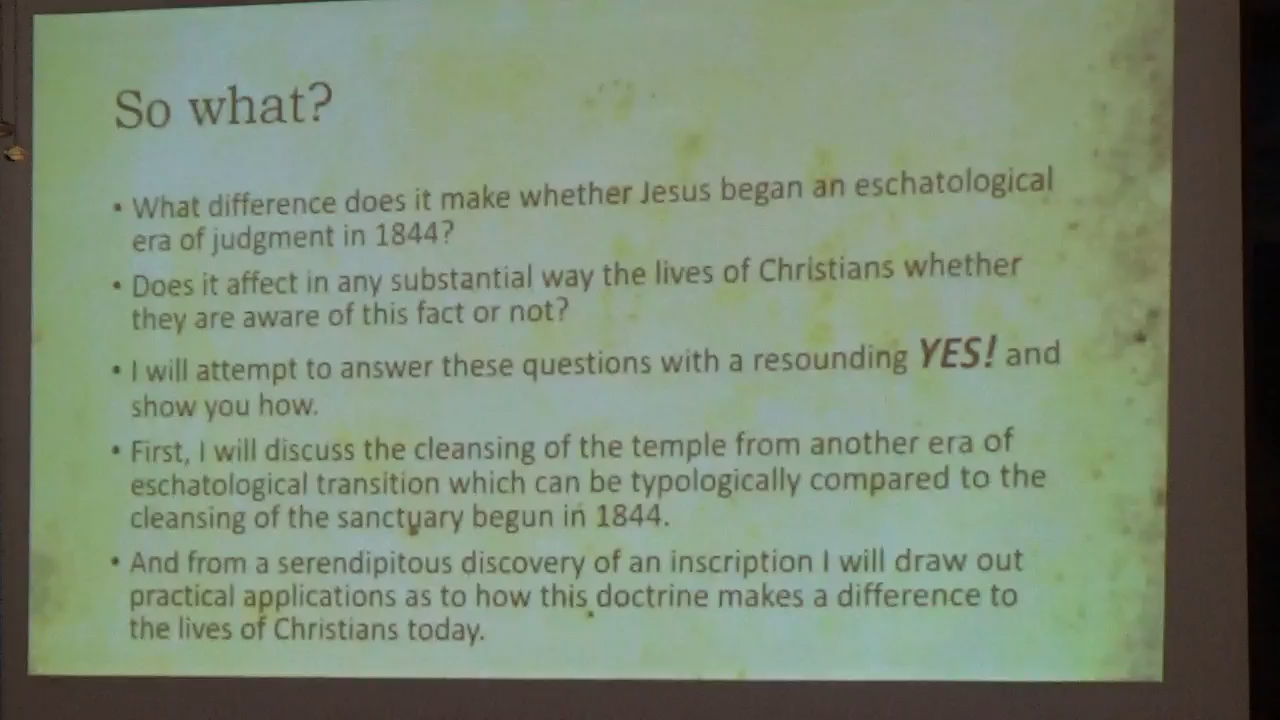 So what?
• What difference does it make whether Jesus began an eschatological
era of judgment in 1844?
• Does it affect in any substantial way the lives of Christians whether
they are aware of this fact or not?
• I will attempt to answer these questions with a resounding YES! and
show you how.
• First, I will discuss the cleansing of the temple from another era of
eschatological transition which can be typologically compared to the
cleansing of the sanctuary begun in 1844.
• And from a serendipitous discovery of an inscription I will draw out
practical applications as to how this doctrine makes a difference to
the lives of Christians today.